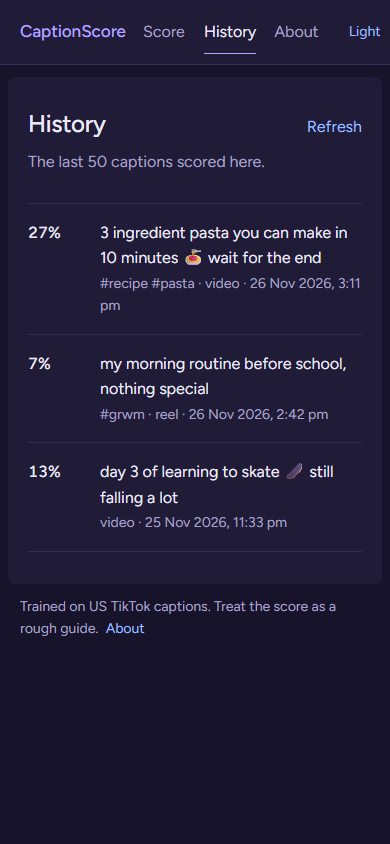 CaptionScore Score History About Light
History
Refresh
The last 50 captions scored here.
27%
3 ingredient pasta you can make in
10 minutes 🍝 wait for the end
#recipe #pasta · video · 26 Nov 2026, 3:11
pm
7%
my morning routine before school,
nothing special
#grwm · reel · 26 Nov 2026, 2:42 pm
13%
day 3 of learning to skate 🛹 still
falling a lot
video · 25 Nov 2026, 11:33 pm
Trained on US TikTok captions. Treat the score as a
rough guide. About